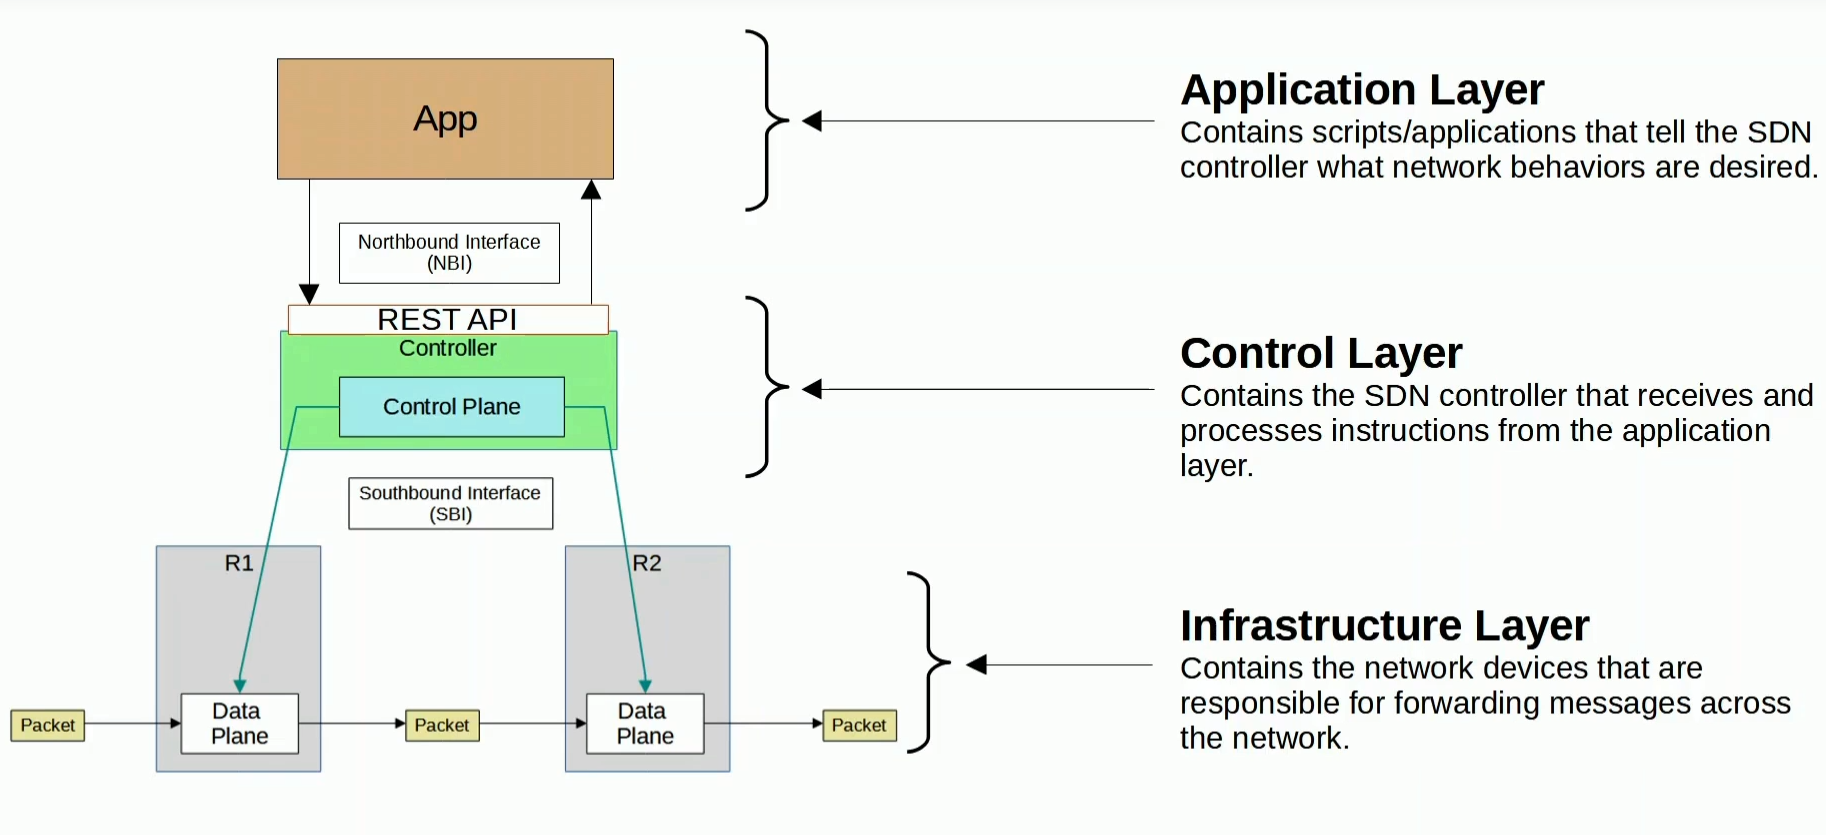 App
Application Layer
Contains scripts/applications that tell the SDN
controller what network behaviors are desired.
Northbound Interface
(NBI)
REST API
Controller
Control Plane
Control Layer
Contains the SDN controller that receives and
processes instructions from the application
layer.
Southbound Interface
(SBI)
R1
R2
Infrastructure Layer
Contains the network devices that are
responsible for forwarding messages across
the network.
Packet
Data
Plane
Packet
Data
Plane
Packet